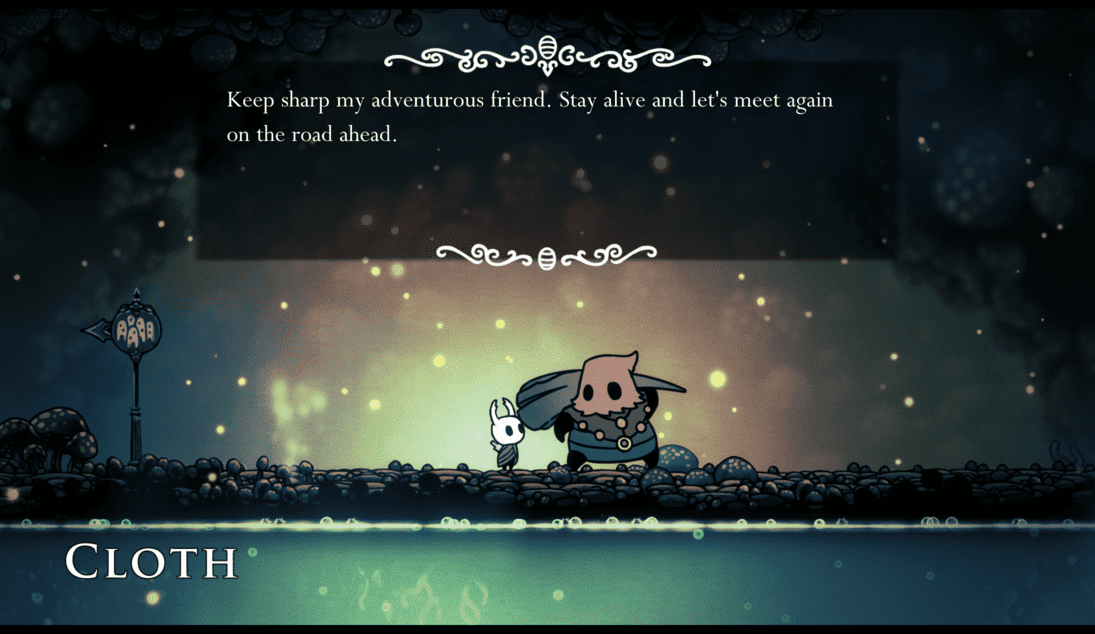 Keep sharp my adventurous friend. Stay alive and let's meet again
on the road ahead.
CLOTH